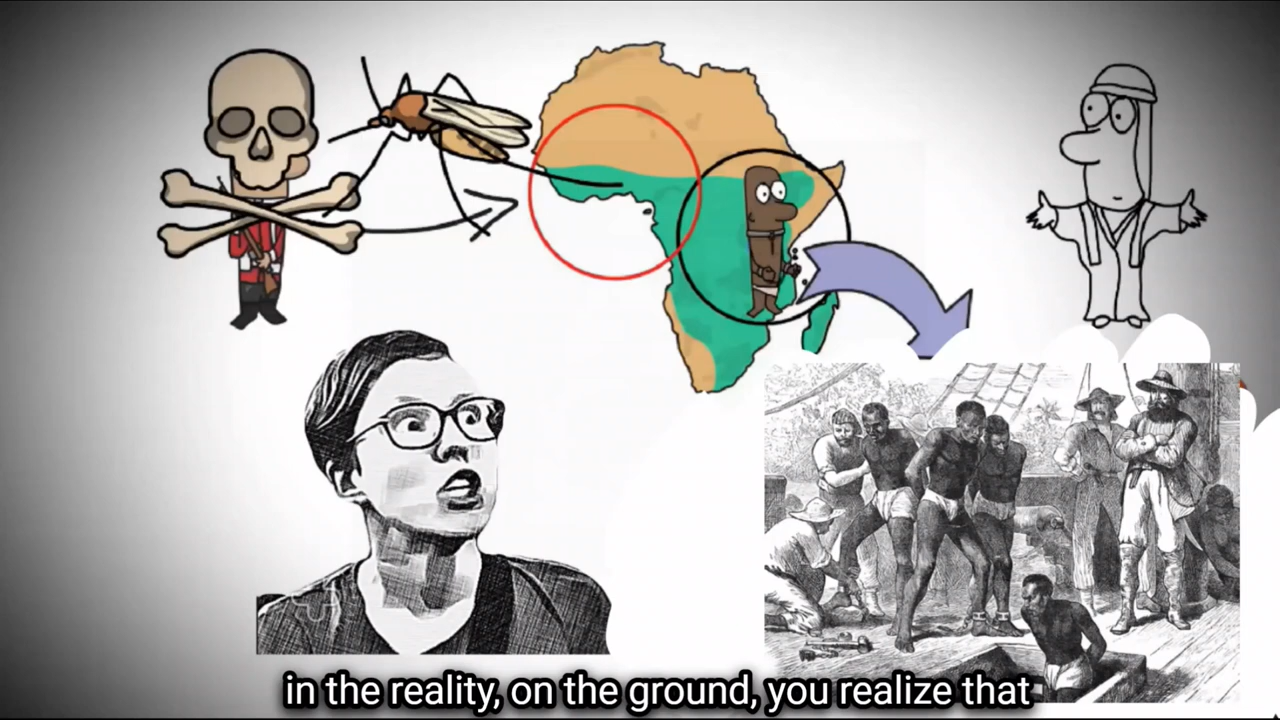 in the reality, on the ground, you realize that